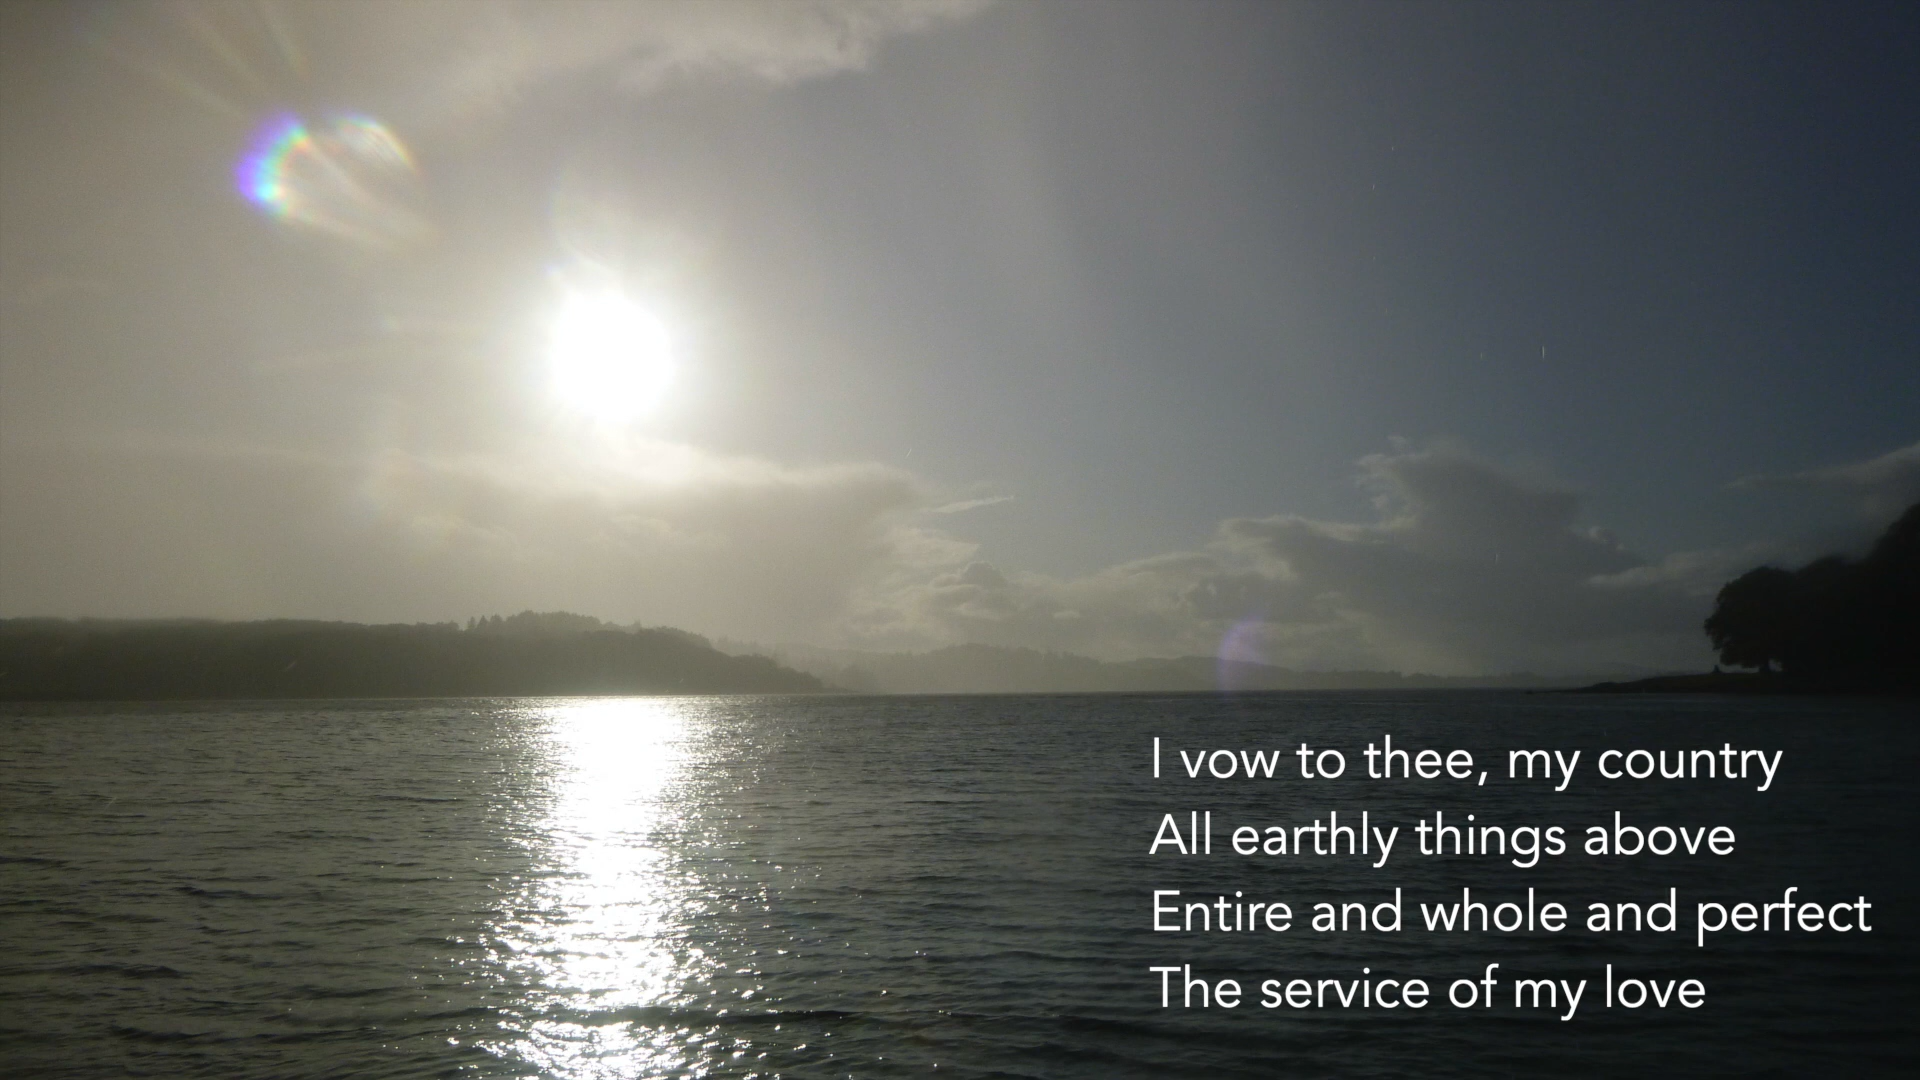 I vow to thee, my country
All earthly things above
Entire and whole and perfect
The service of my love